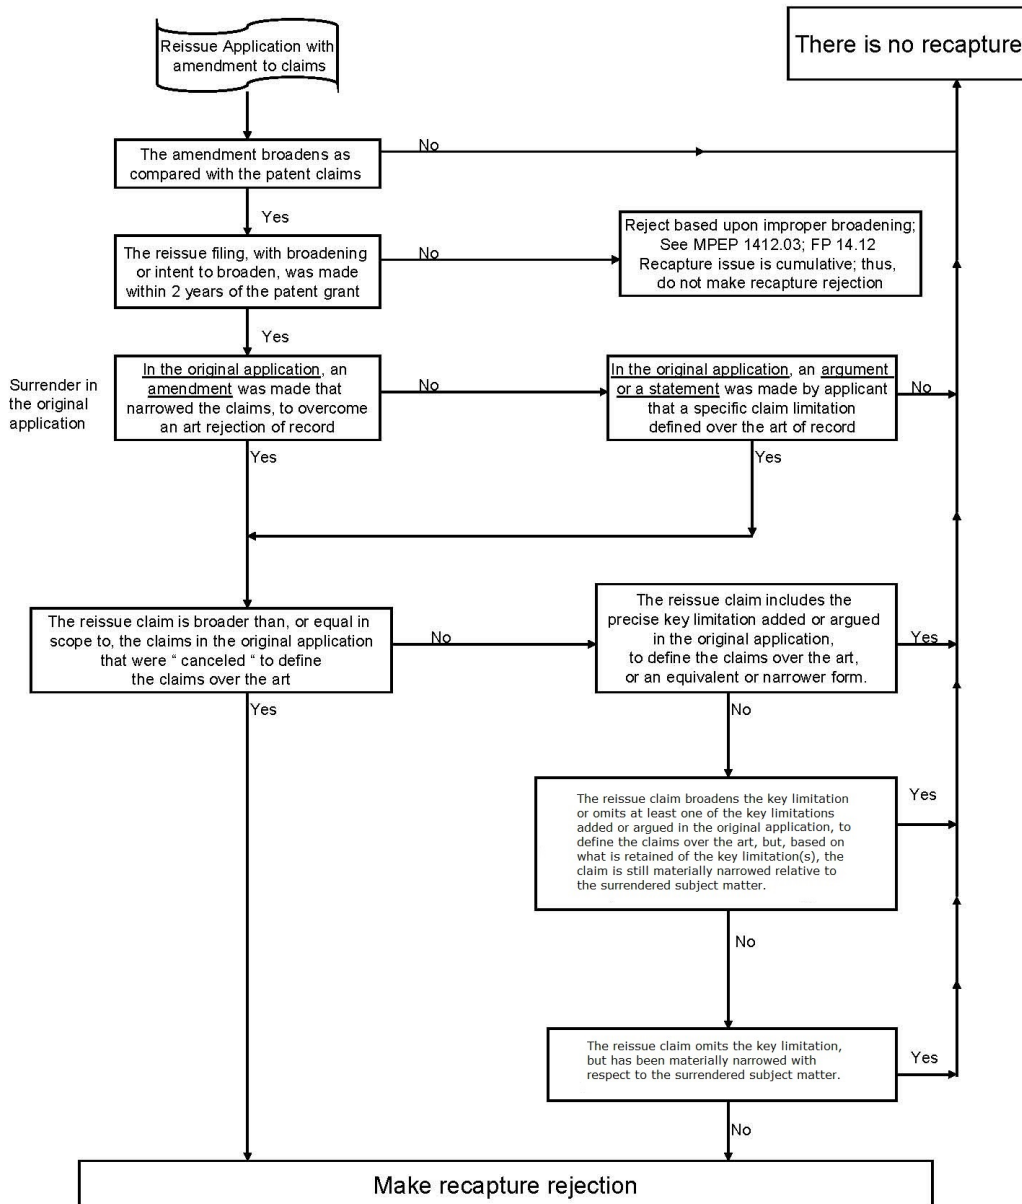 Reissue Application with
amendment to claims
There is no recapture
The amendment broadens as
compared with the patent claims
No
Yes
The reissue filing, with broadening
or intent to broaden, was made
within 2 years of the patent grant
No
Reject based upon improper broadening;
See MPEP 1412.03; FP 14.12
Recapture issue is cumulative; thus,
do not make recapture rejection
Yes
Surrender in
the original
application
In the original application, an
amendment was made that
narrowed the claims, to overcome
an art rejection of record
No
In the original application, an argument
or a statement was made by applicant
that a specific claim limitation
defined over the art of record
No
Yes
Yes
The reissue claim is broader than, or equal in
scope to, the claims in the original application
that were “ canceled “ to define
the claims over the art
No
The reissue claim includes the
precise key limitation added or argued
in the original application,
to define the claims over the art,
or an equivalent or narrower form.
Yes
Yes
No
The reissue claim broadens the key limitation
or omits at least one of the key limitations
added or argued in the original application, to
define the claims over the art, but, based on
what is retained of the key limitation(s), the
claim is still materially narrowed relative to
the surrendered subject matter.
Yes
No
The reissue claim omits the key limitation,
but has been materially narrowed with
respect to the surrendered subject matter.
Yes
No
Make recapture rejection